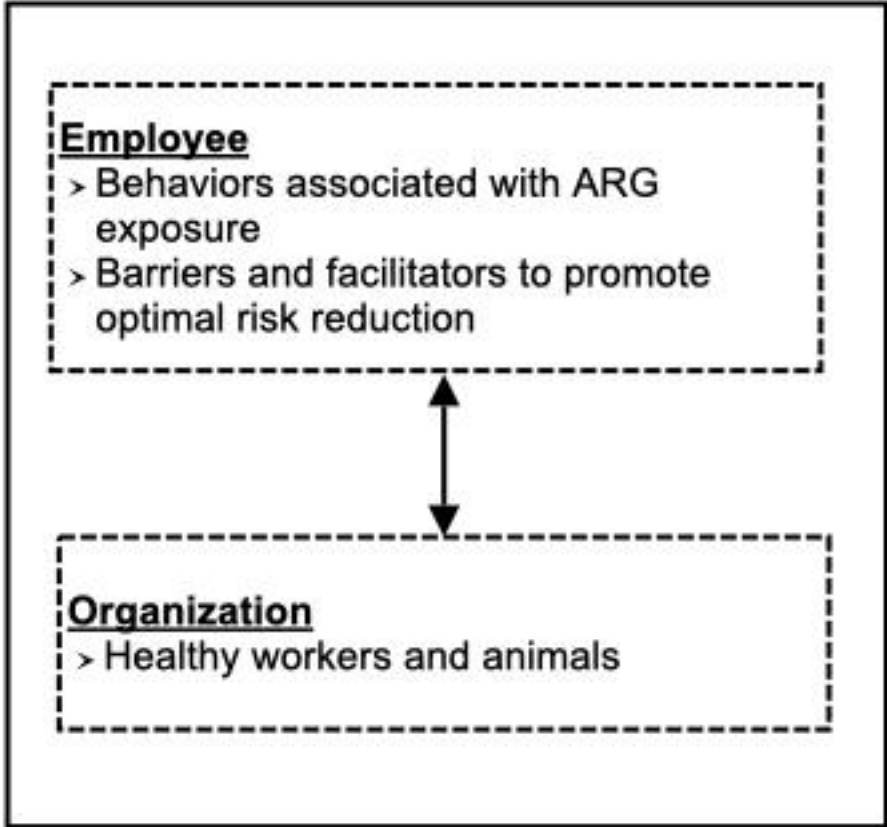 Employee
➢ Behaviors associated with ARG
exposure
➢ Barriers and facilitators to promote
optimal risk reduction
Organization
➢ Healthy workers and animals